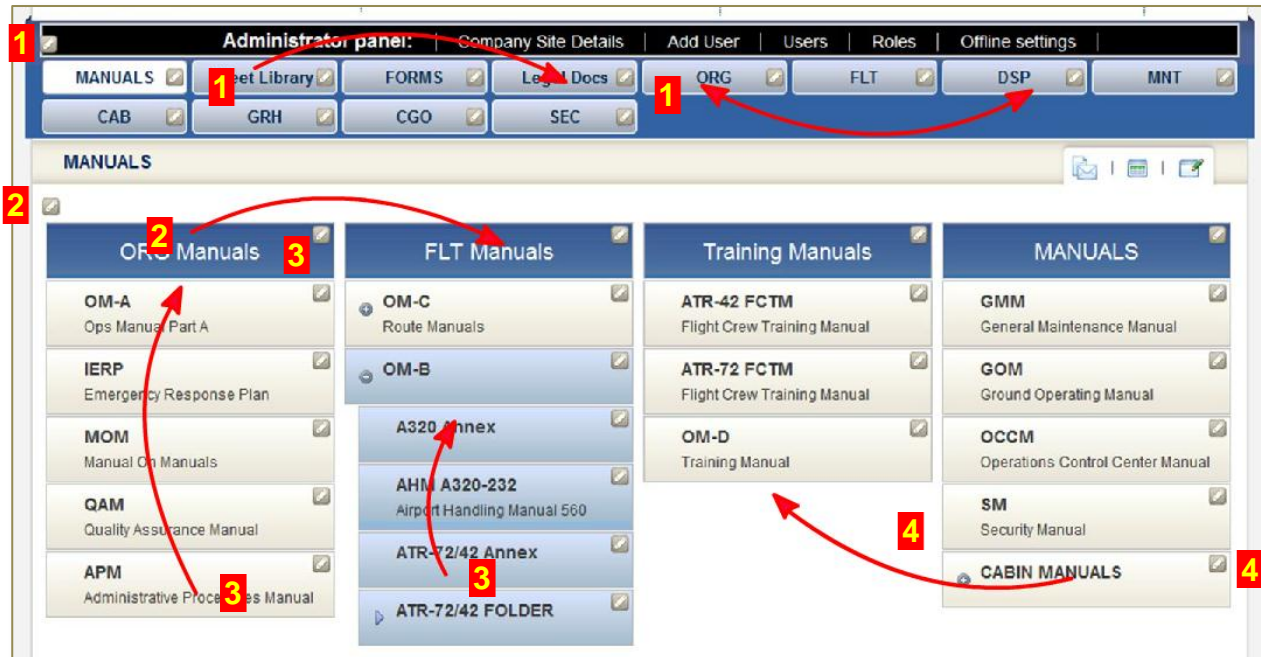 1 Administrator panel: | Company Site Details | Add User | Users | Roles | Offline settings |
MANUALS Fleet Library FORMS Legal Docs ORG FLT DSP MNT
1 1
CAB GRH CGO SEC
MANUALS
2
2 3
ORG Manuals FLT Manuals Training Manuals MANUALS
OM-A OM-C ATR-42 FCTM GMM
Ops Manual Part A Route Manuals Flight Crew Training Manual General Maintenance Manual
IERP OM-B ATR-72 FCTM GOM
Emergency Response Plan Flight Crew Training Manual Ground Operating Manual
MOM A320 Annex OM-D OCCM
Manual On Manuals Training Manual Operations Control Center Manual
QAM AHM A320-232 SM
Quality Assurance Manual Airport Handling Manual 560 Security Manual
4
APM ATR-72/42 Annex CABIN MANUALS 4
Administrative Procedures Manual
3 3
ATR-72/42 FOLDER